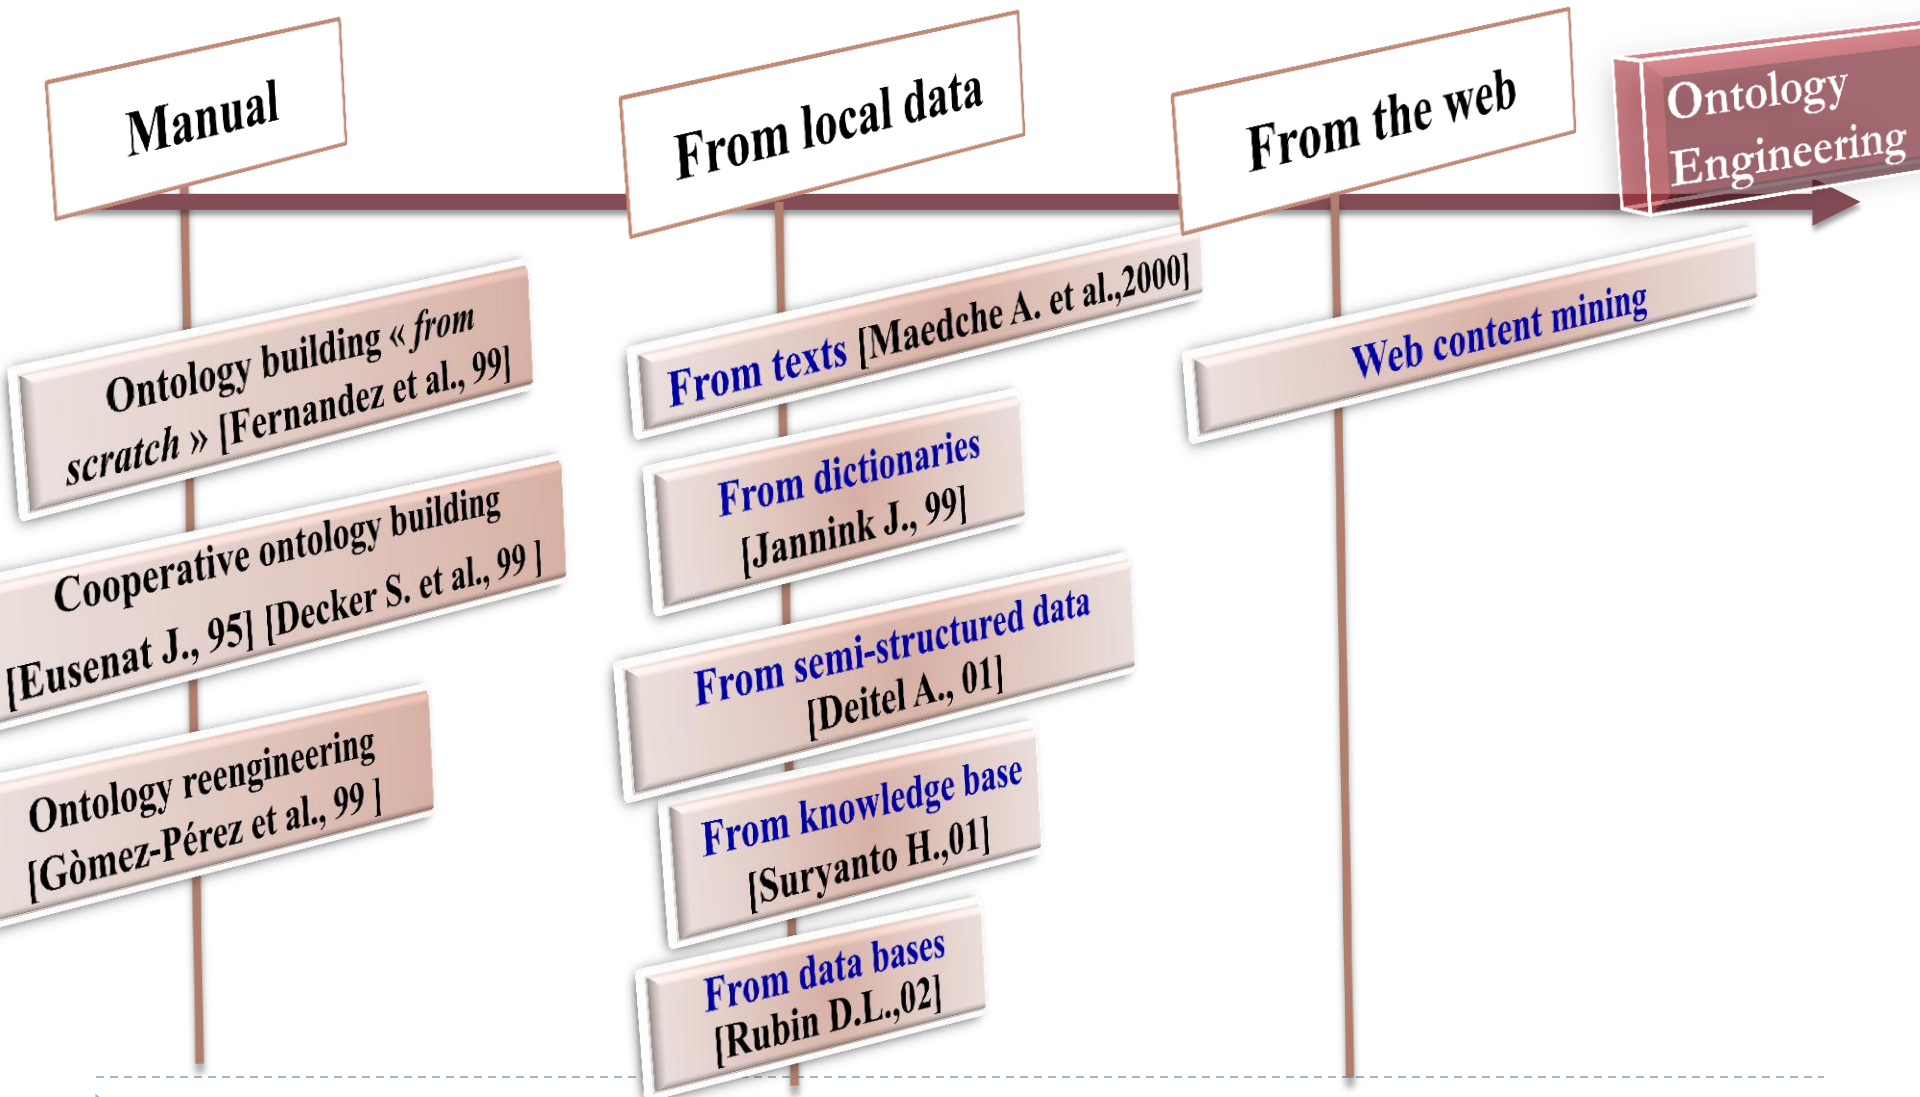 Manual
From local data
From the web
Ontology
Engineering
Ontology building « from
scratch » [Fernandez et al., 99]
Cooperative ontology building
[Eusenat J., 95] [Decker S. et al., 99 ]
Ontology reengineering
[Gòmez-Pérez et al., 99 ]
From texts [Maedche A. et al.,2000]
From dictionaries
[Jannink J., 99]
From semi-structured data
[Deitel A., 01]
From knowledge base
[Suryanto H.,01]
From data bases
[Rubin D.L.,02]
Web content mining